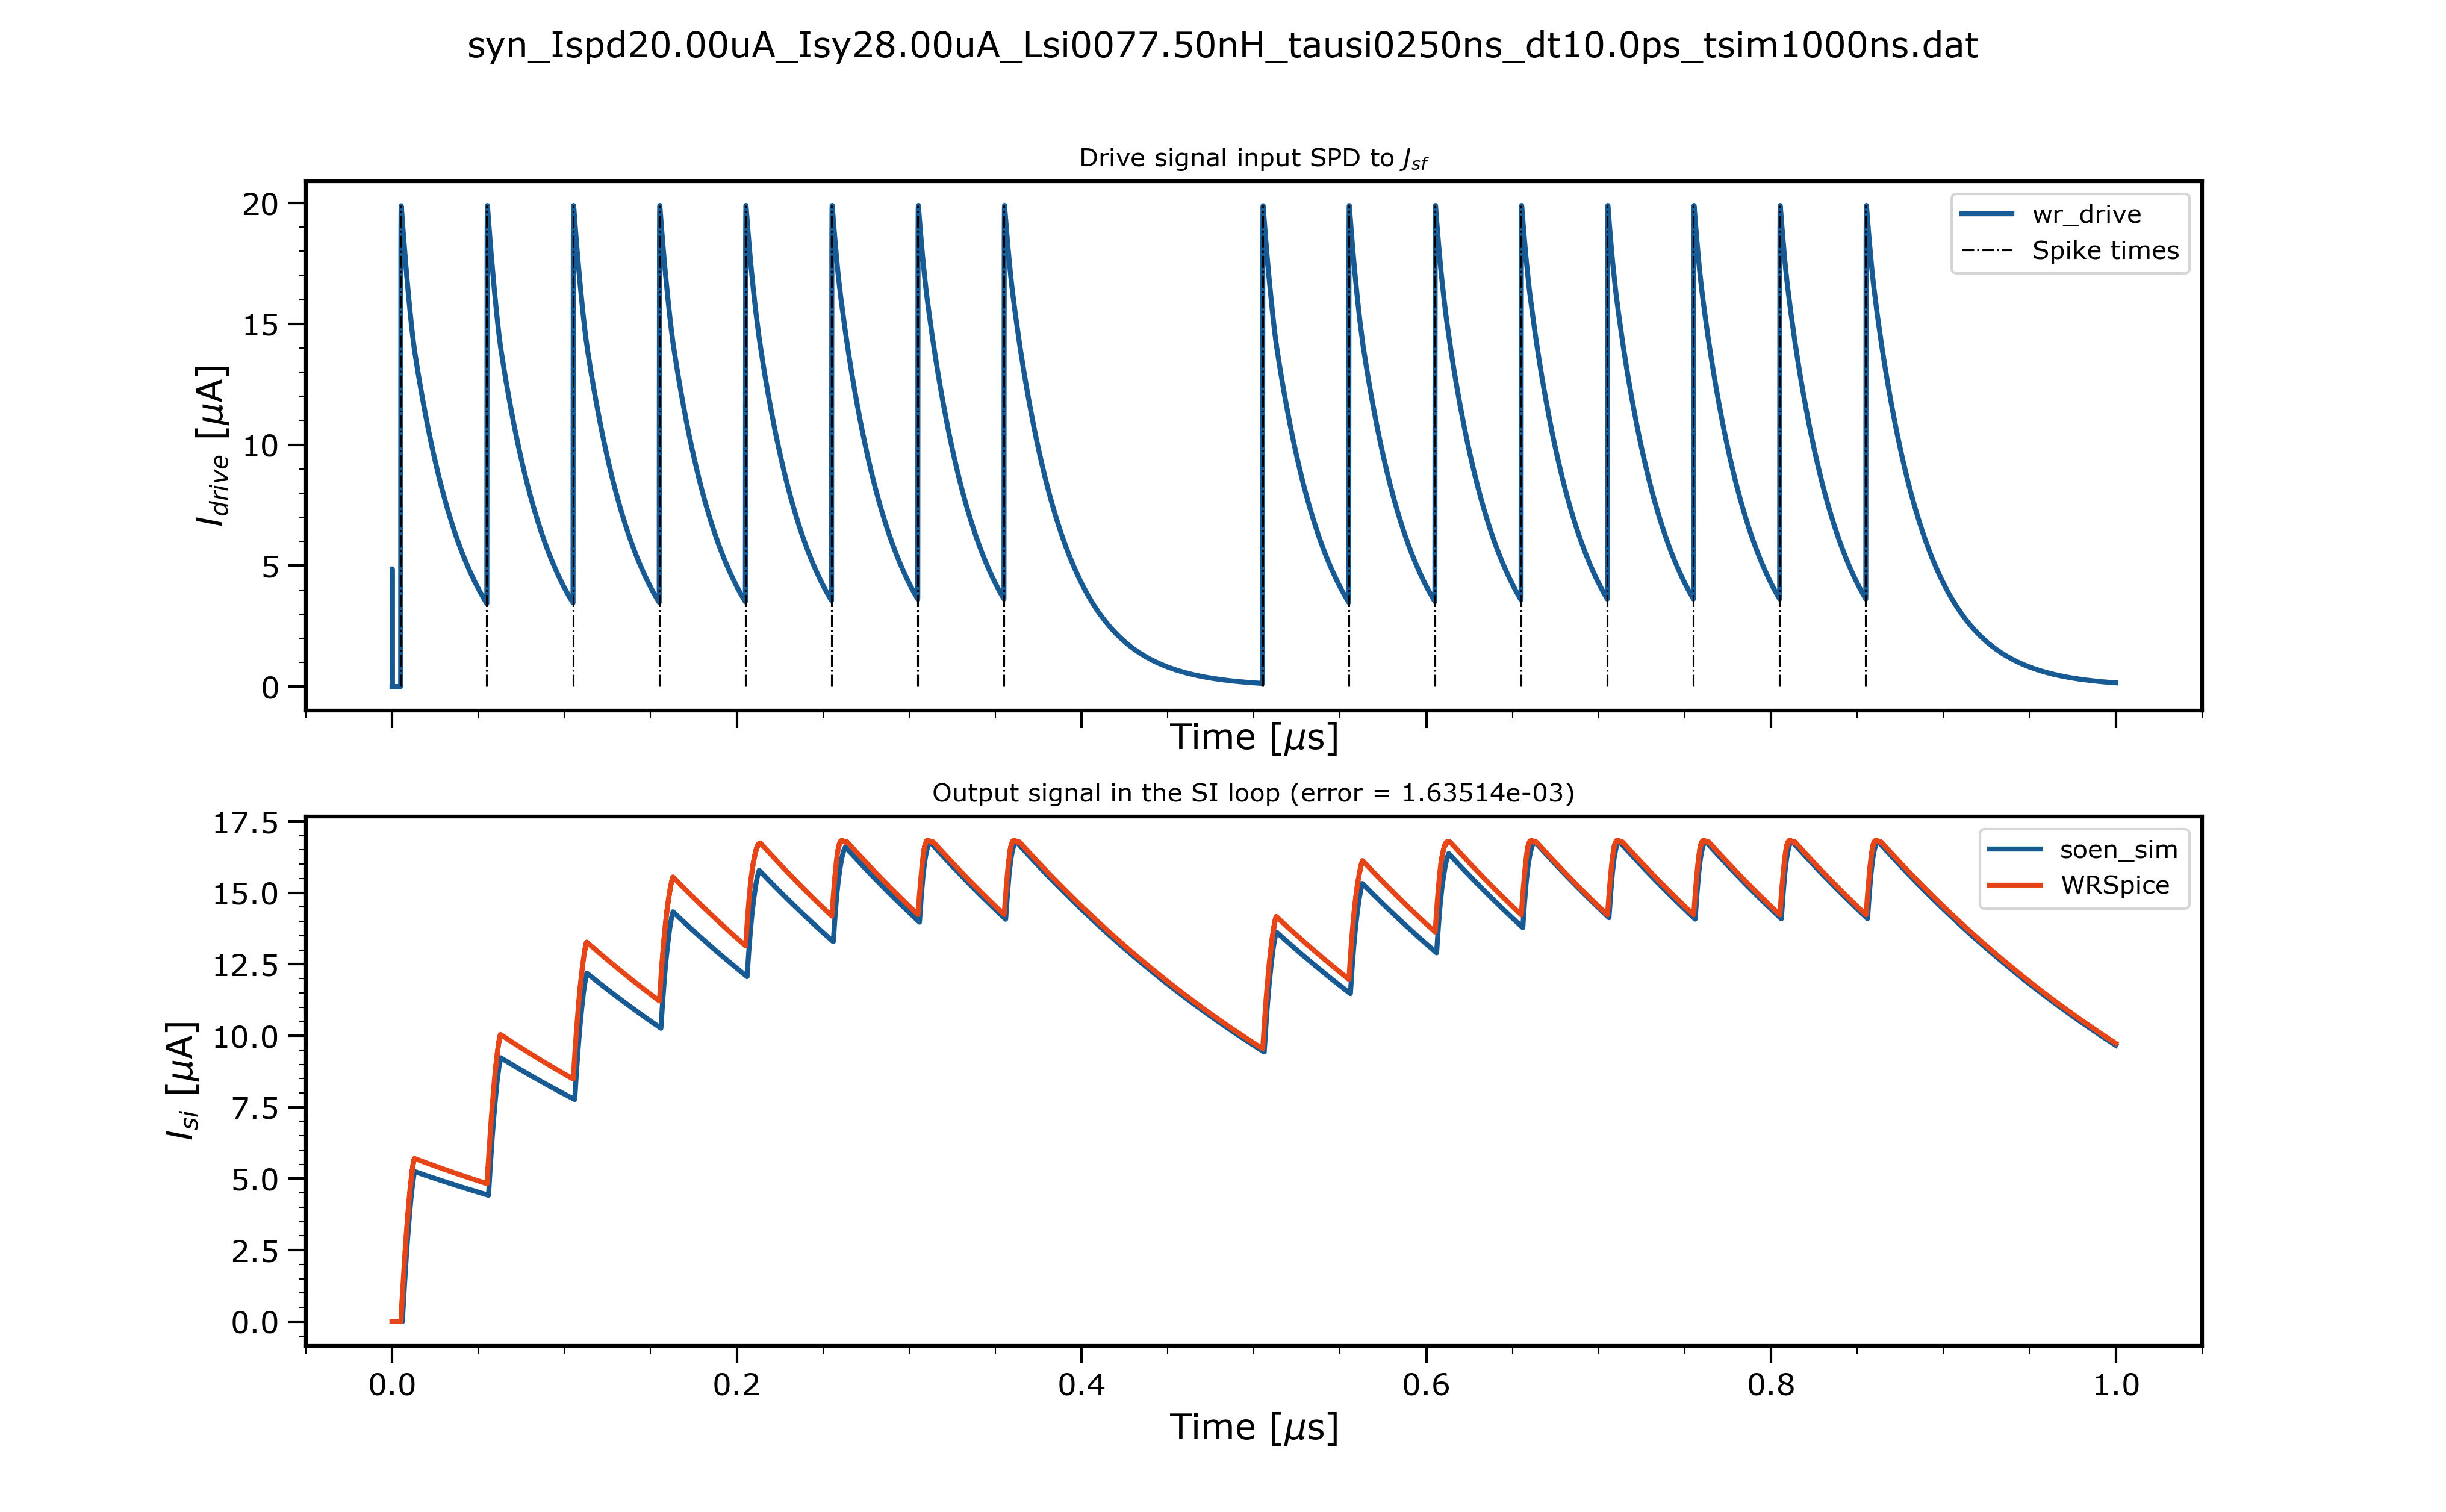 syn_Ispd20.00uA_Isy28.00uA_Lsi0077.50nH_tausi0250ns_dt10.0ps_tsim1000ns.dat
Drive signal input SPD to J_sf
20
15
10
5
0
I_drive [μA]
wr_drive
Spike times
Time [μs]
Output signal in the SI loop (error = 1.63514e-03)
17.5
15.0
12.5
10.0
7.5
5.0
2.5
0.0
I_si [μA]
soen_sim
WRSpice
0.0 0.2 0.4 0.6 0.8 1.0
Time [μs]